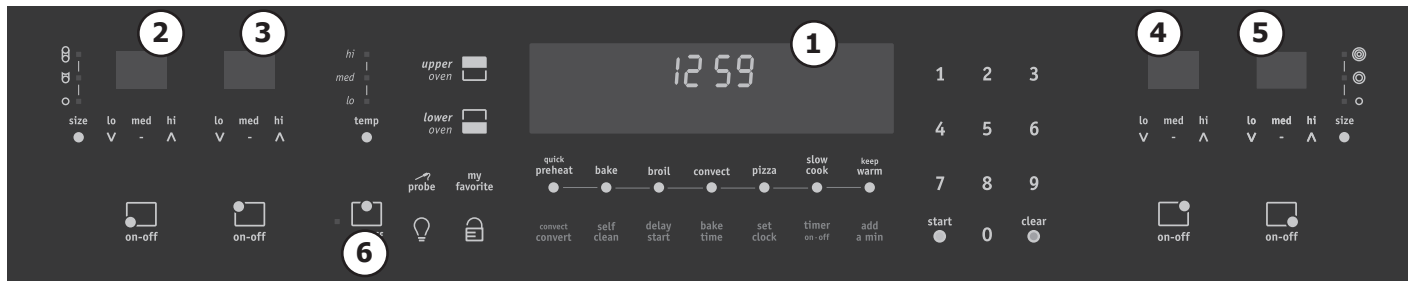 2
3
1
4
5
hi
med
lo
size
lo med hi
lo med hi
temp
upper
oven
lower
oven
12 59
1 2 3
4 5 6
7 8 9
start 0 clear
quick
preheat
bake
broil
convect
pizza
slow
cook
keep
warm
probe
my
favorite
convect
convert
self
clean
delay
start
bake
time
set
clock
timer
on-off
add
a min
lo med hi
lo med hi
size
on-off
on-off
6
on-off
on-off